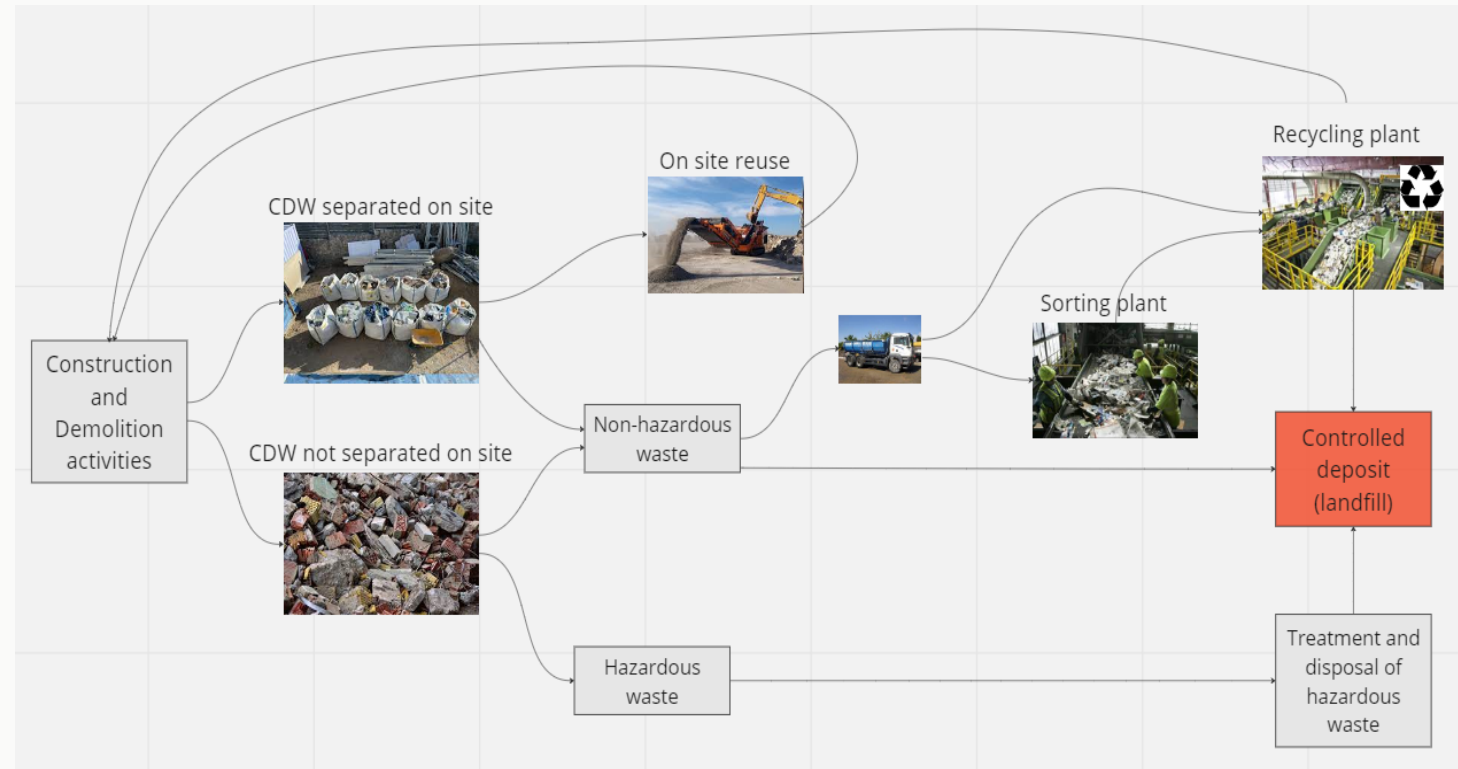 Recycling plant
On site reuse
CDW separated on site
Sorting plant
Construction
and
Demolition
activities
Non-hazardous
waste
Controlled
deposit
(landfill)
CDW not separated on site
Hazardous
waste
Treatment and
disposal of
hazardous
waste